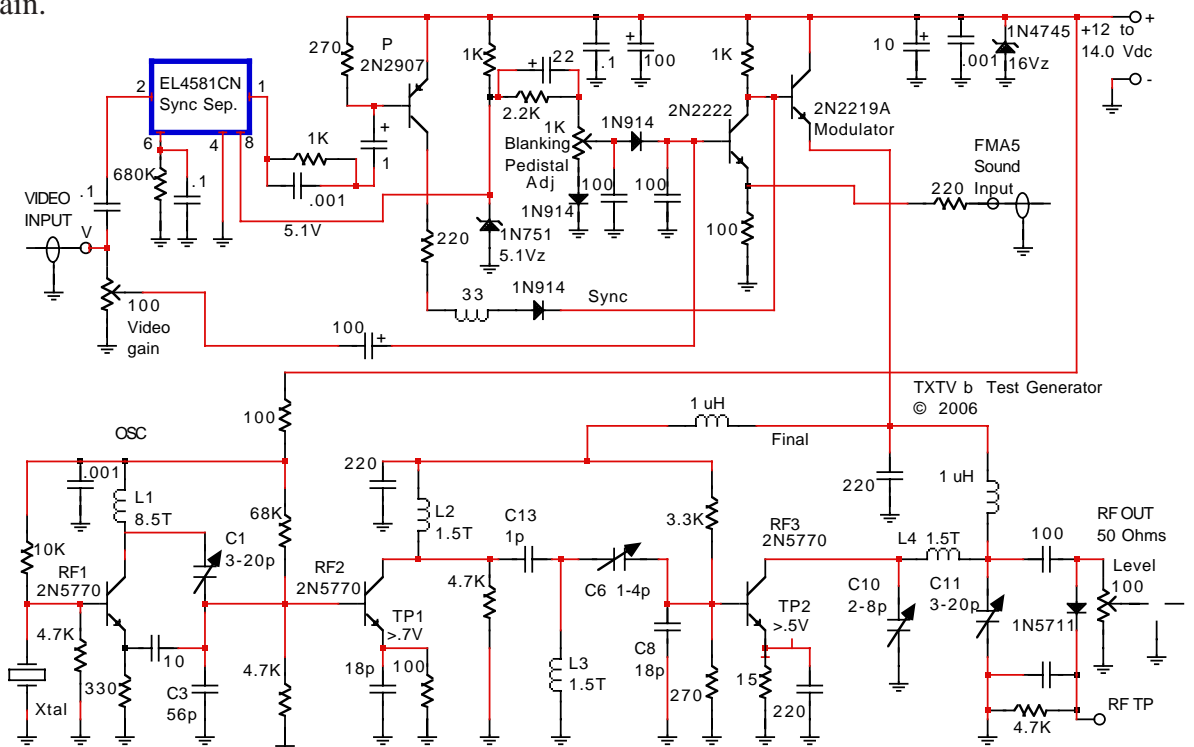 ain.
270
P
2N2907
1K
22
2.2K
.1
100
1K
10
.001
1N4745
16Vz
+12 to
14.0 Vdc
+
-
2
EL4581CN
Sync Sep.
1
6
4
8
1K
.001
1
680K
.1
VIDEO
INPUT
.1
V
5.1V
1K
Blanking
Pedistal
Adj
1N914
1N914
100
100
2N2222
2N2219A
Modulator
FMA5
Sound
Input
220
100
220
1N751
5.1Vz
33
1N914
Sync
100
Video
gain
100
TXTV b Test Generator
© 2006
100
OSC
1 uH
Final
.001
L1
8.5T
10K
C1
3-20p
68K
220
L2
1.5T
C13
1p
3.3K
RF3
2N5770
220
1 uH
L4 1.5T
100
RF OUT
50 Ohms
Level
100
RF1
2N5770
RF2
2N5770
TP1
>.7V
4.7K
C6 1-4p
TP2
>.5V
C10
2-8p
C11
3-20p
1N5711
4.7K
330
10
C3
56p
4.7K
18p
100
L3
1.5T
C8
18p
270
15
220
4.7K
RF TP
Xtal